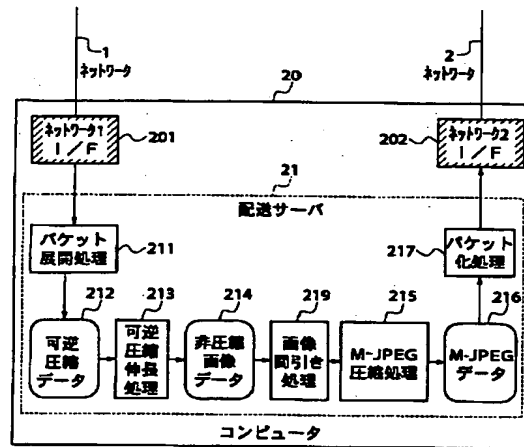 1
ネットワーク
2
ネットワーク
20
ネットワーク1
I/F
201
202
ネットワーク2
I/F
21
配送サーバ
パケット
展開処理
211
217
パケット
化処理
212
213
214
219
215
216
可逆
圧縮
データ
可逆
圧縮
伸長
処理
非圧縮
画像
データ
画像
間引き
処理
M-JPEG
圧縮処理
M-JPEG
データ
コンピュータ